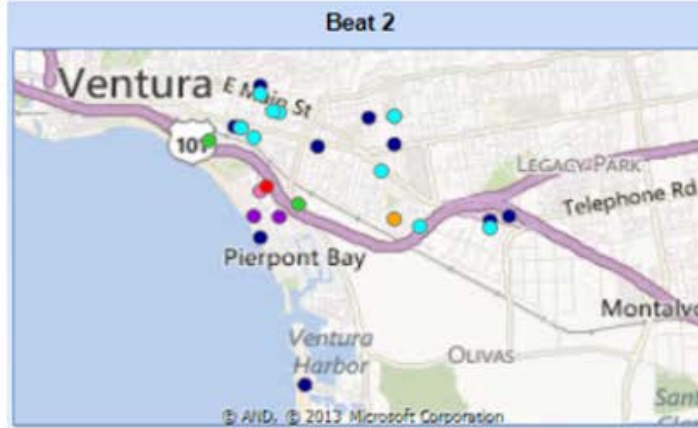 Beat 2
Ventura
E Main St
101
LEGACY PARK
Telephone Rd
Pierpont Bay
Montalvo
Ventura
Harbor
OLIVAS
© AND, © 2013 Microsoft Corporation